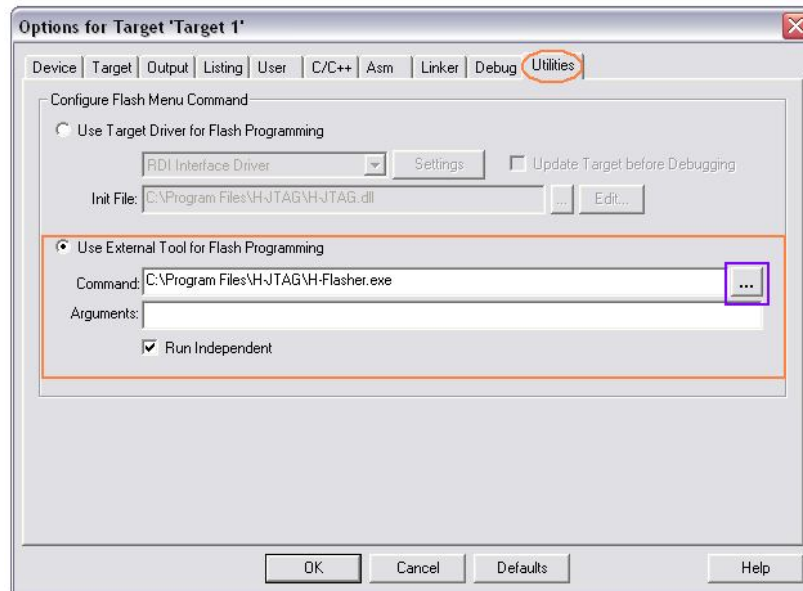 Options for Target 'Target 1'
Device Target Output Listing User C/C++ Asm Linker Debug Utilities
Configure Flash Menu Command
Use Target Driver for Flash Programming
RDI Interface Driver Settings Update Target before Debugging
Init File: C:\Program Files\H-JTAG\H-JTAG.dll ... Edit...
Use External Tool for Flash Programming
Command: C:\Program Files\H-JTAG\H-Flasher.exe ...
Arguments:
Run Independent
OK Cancel Defaults Help